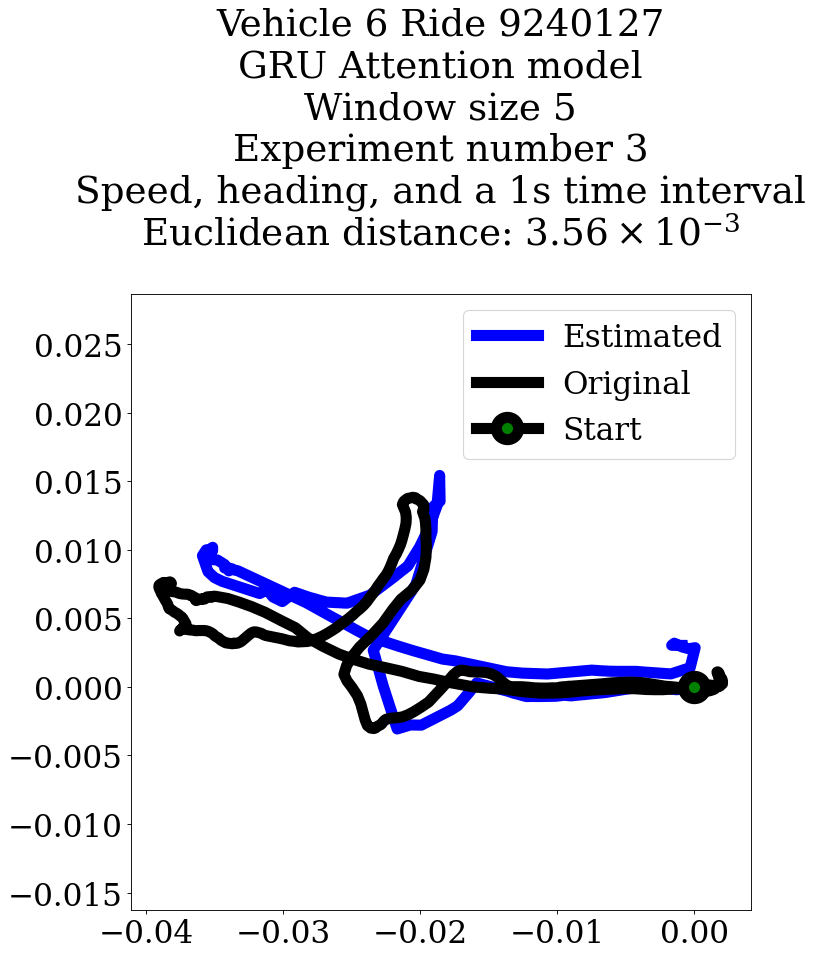 Vehicle 6 Ride 9240127
GRU Attention model
Window size 5
Experiment number 3
Speed, heading, and a 1s time interval
Euclidean distance: 3.56 × 10⁻³
Estimated
Original
Start
0.025
0.020
0.015
0.010
0.005
0.000
−0.005
−0.010
−0.015
−0.04 −0.03 −0.02 −0.01 0.00